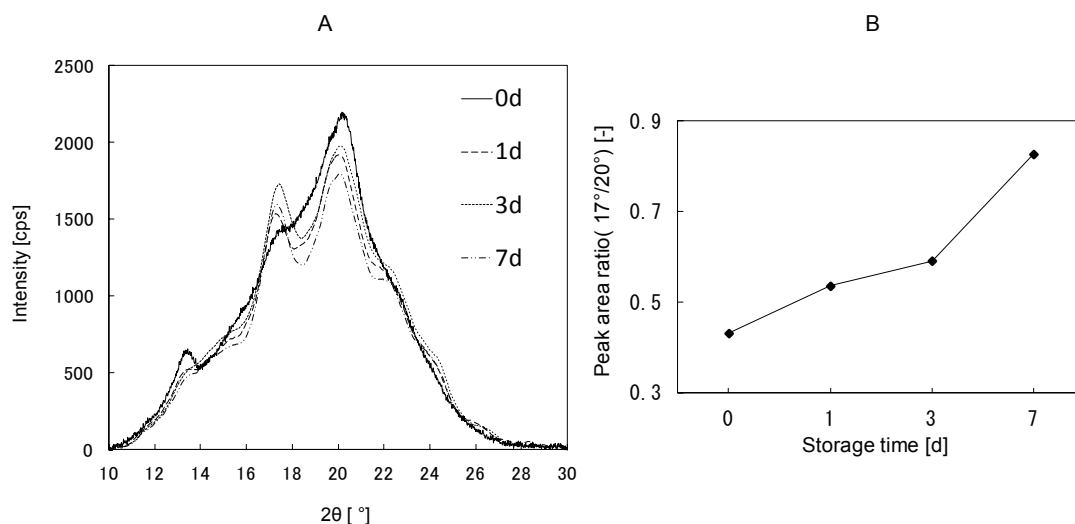 A
2500
2000
1500
1000
500
0
Intensity [cps]
10 12 14 16 18 20 22 24 26 28 30
2θ [ °]
0d
1d
3d
7d
B
0.9
0.7
0.5
0.3
Peak area ratio( 17°/20°) [-]
0 1 3 7
Storage time [d]